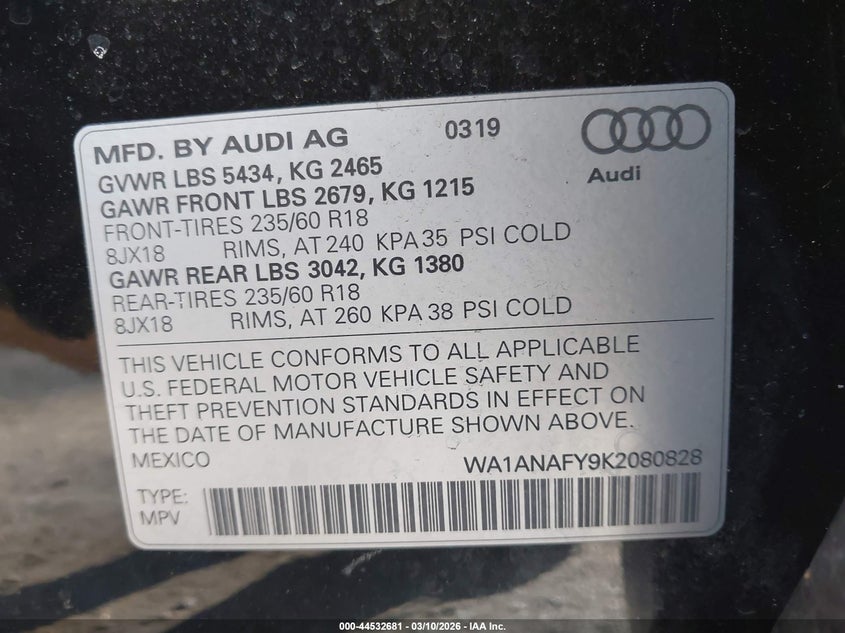 MFD. BY AUDI AG 0319
Audi
GVWR LBS 5434, KG 2465
GAWR FRONT LBS 2679, KG 1215
FRONT-TIRES 235/60 R18
8JX18 RIMS, AT 240 KPA 35 PSI COLD
GAWR REAR LBS 3042, KG 1380
REAR-TIRES 235/60 R18
8JX18 RIMS, AT 260 KPA 38 PSI COLD
THIS VEHICLE CONFORMS TO ALL APPLICABLE
U.S. FEDERAL MOTOR VEHICLE SAFETY AND
THEFT PREVENTION STANDARDS IN EFFECT ON
THE DATE OF MANUFACTURE SHOWN ABOVE.
MEXICO WA1ANAFY9K2080828
TYPE:
MPV
000-44532681 - 03/10/2026 - IAA Inc.